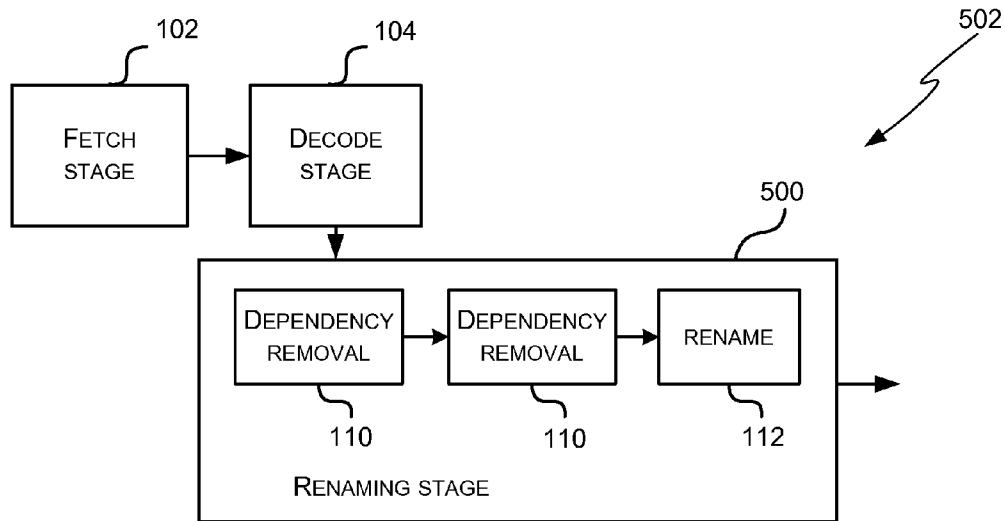 102
104
502
FETCH
STAGE
DECODE
STAGE
500
DEPENDENCY
REMOVAL
DEPENDENCY
REMOVAL
RENAME
110
110
112
RENAMING STAGE